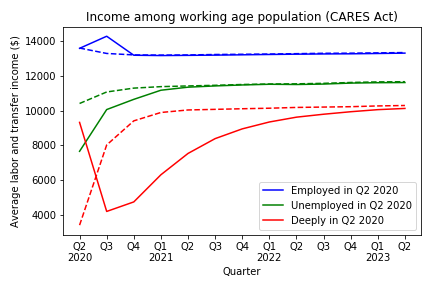 Income among working age population (CARES Act)
Average labor and transfer income ($)
14000
12000
10000
8000
6000
4000
Employed in Q2 2020
Unemployed in Q2 2020
Deeply in Q2 2020
Q2 Q3 Q4 Q1 Q2 Q3 Q4 Q1 Q2 Q3 Q4 Q1 Q2
2020 2021 2022 2023
Quarter